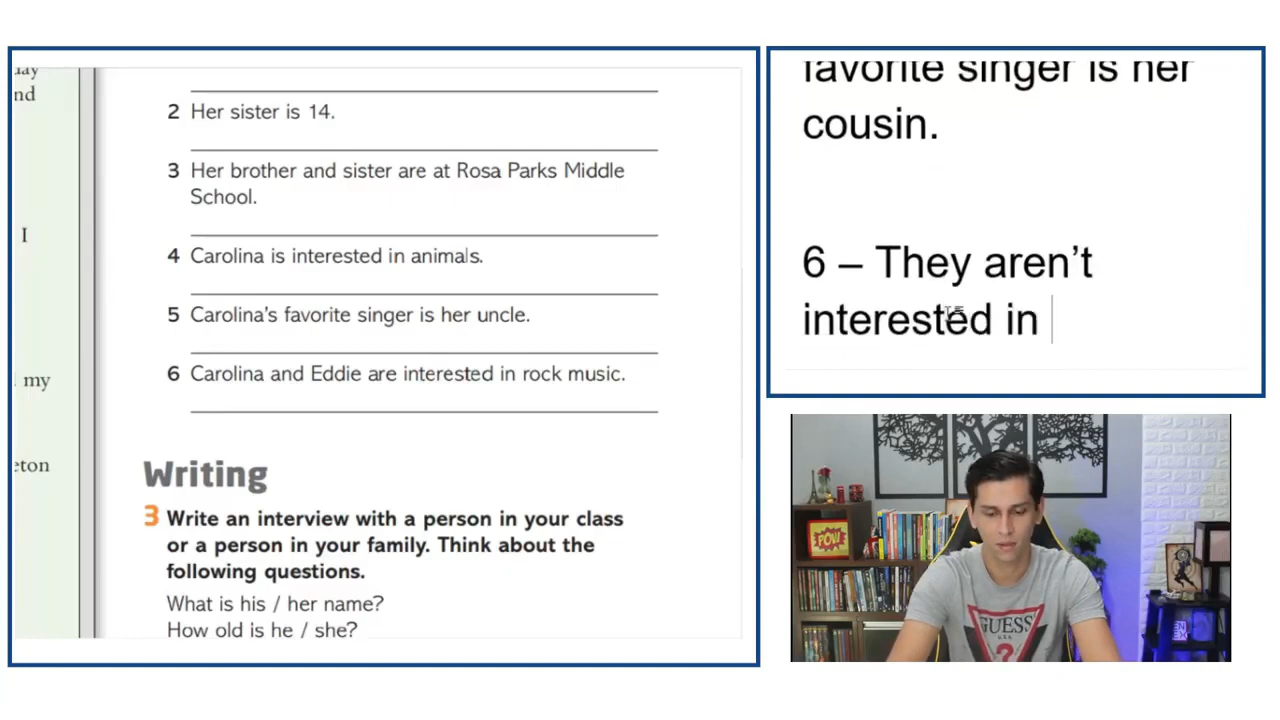 nd
2 Her sister is 14.
3 Her brother and sister are at Rosa Parks Middle
School.
I
4 Carolina is interested in animals.
5 Carolina's favorite singer is her uncle.
my
6 Carolina and Eddie are interested in rock music.
eton
Writing
3 Write an interview with a person in your class
or a person in your family. Think about the
following questions.
What is his / her name?
How old is he / she?
favorite singer is her
cousin.
6 – They aren't
interested in
POW
GUESS
?